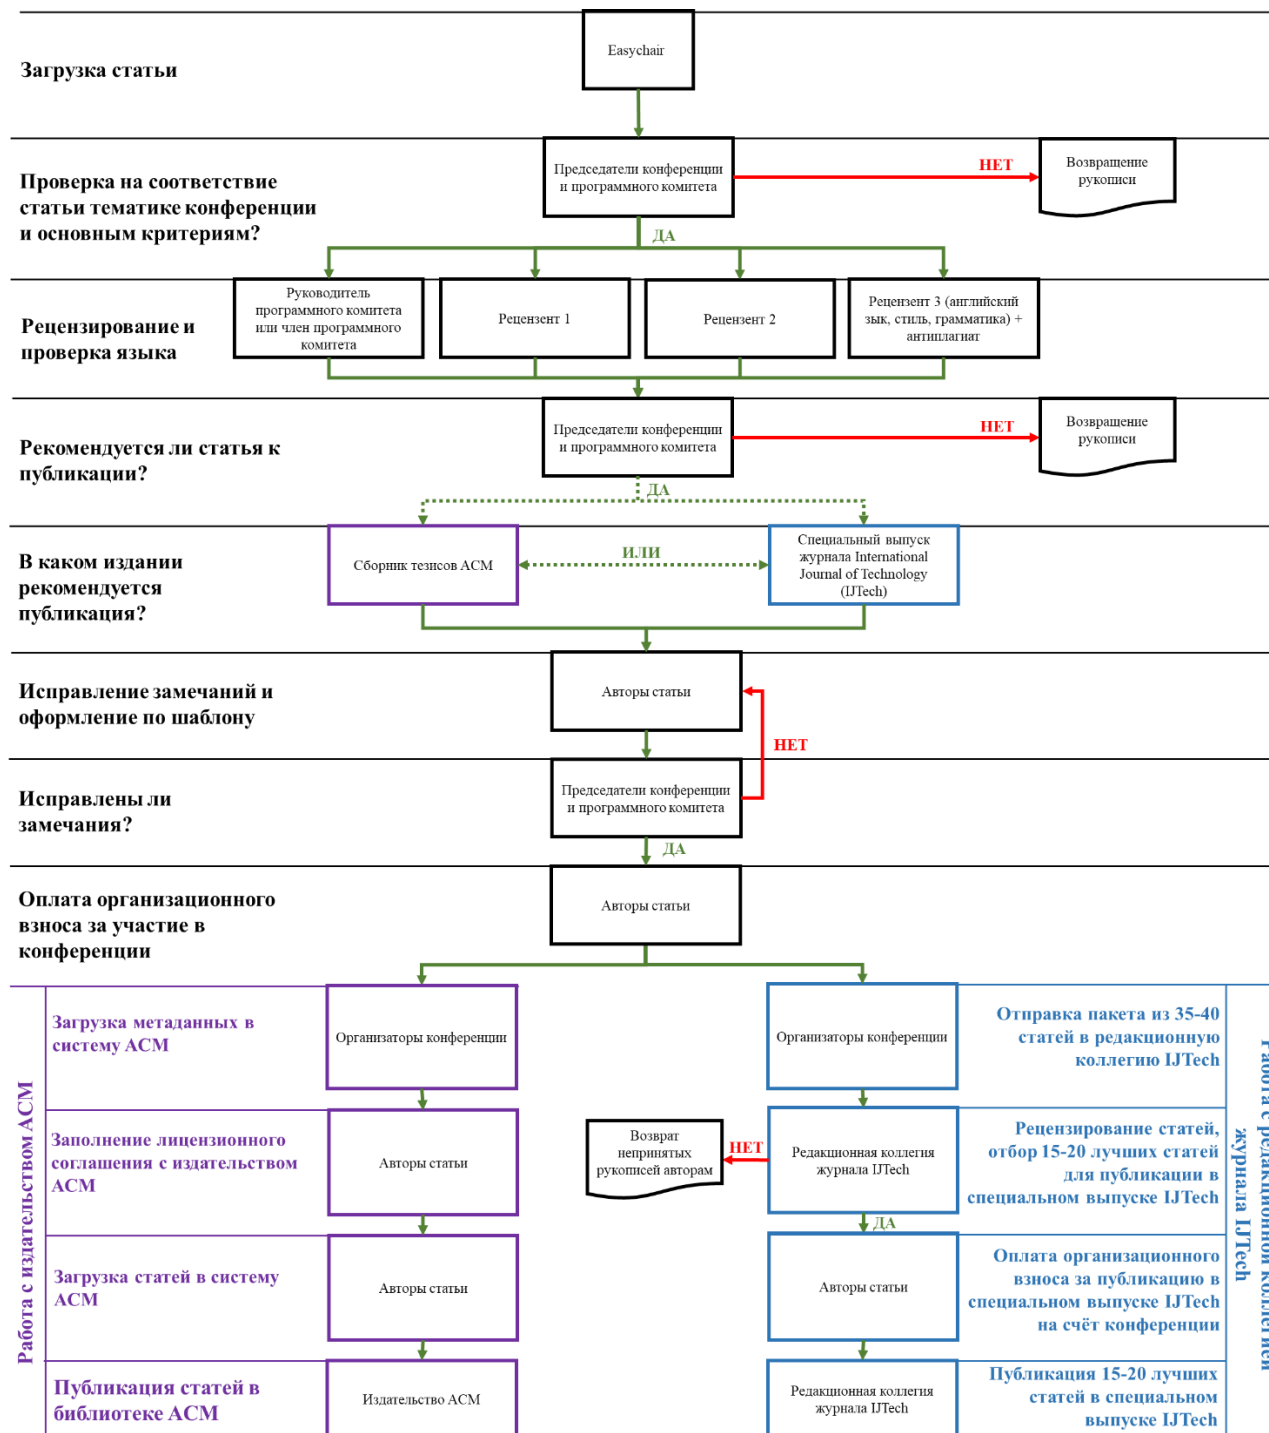 Easychair
Загрузка статьи
Председатели конференции
и программного комитета
НЕТ
Возвращение
рукописи
Проверка на соответствие
статьи тематике конференции
и основным критериям?
ДА
Руководитель
программного комитета
или член программного
комитета
Рецензент 1
Рецензент 2
Рецензент 3 (английский
зык, стиль, грамматика) +
антиплагиат
Рецензирование и
проверка языка
Председатели конференции
и программного комитета
НЕТ
Возвращение
рукописи
Рекомендуется ли статья к
публикации?
ДА
В каком издании
рекомендуется
публикация?
Сборник тезисов ACM
ИЛИ
Специальный выпуск
журнала International
Journal of Technology
(IJTech)
Исправление замечаний и
оформление по шаблону
Авторы статьи
НЕТ
Исправлены ли
замечания?
Председатели конференции
и программного комитета
ДА
Оплата организационного
взноса за участие в
конференции
Авторы статьи
Работа с издательством ACM
Загрузка метаданных в
систему ACM
Организаторы конференции
Организаторы конференции
Отправка пакета из 35-40
статей в редакционную
коллегию IJTech
Работа с редакционной коллегией
журнала IJTech
Заполнение лицензионного
соглашения с издательством
ACM
Авторы статьи
Возврат
непринятых
рукописей авторам
НЕТ
Редакционная коллегия
журнала IJTech
Рецензирование статей,
отбор 15-20 лучших статей
для публикации в
специальном выпуске IJTech
ДА
Загрузка статей в систему
ACM
Авторы статьи
Авторы статьи
Оплата организационного
взноса за публикацию в
специальном выпуске IJTech
на счёт конференции
Публикация статей в
библиотеке ACM
Издательство ACM
Редакционная коллегия
журнала IJTech
Публикация 15-20 лучших
статей в специальном
выпуске IJTech